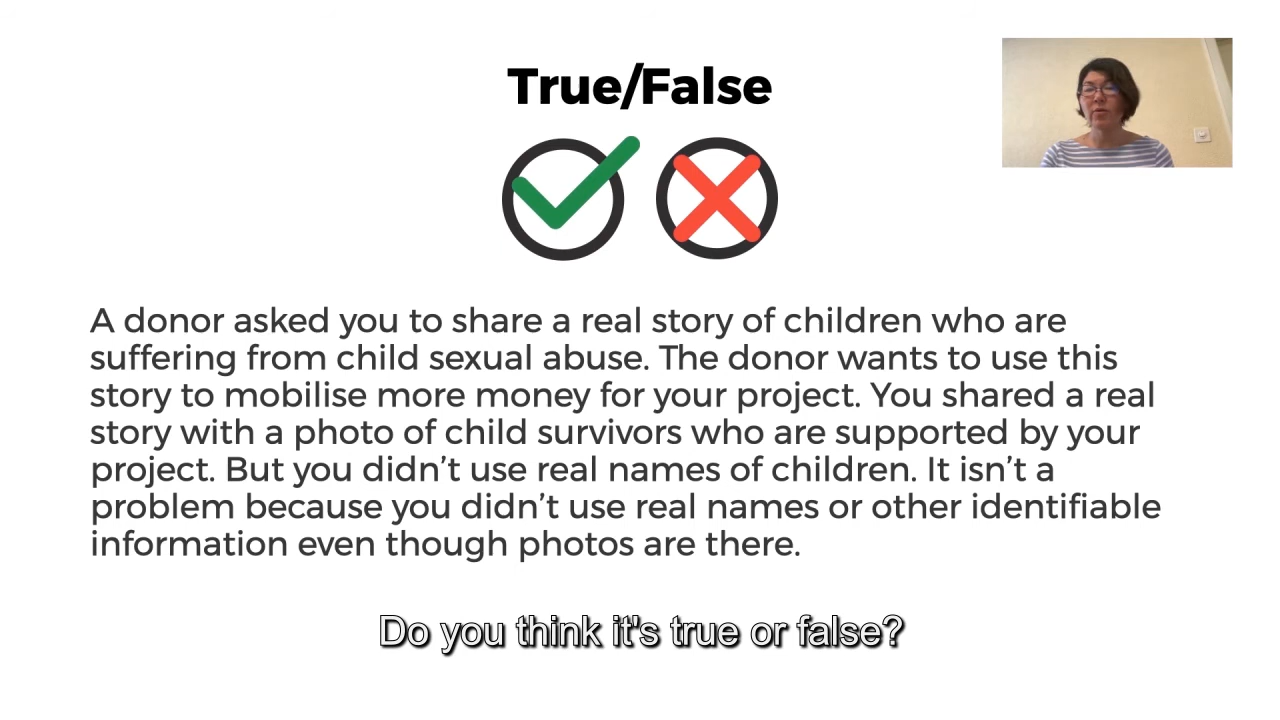 True/False
A donor asked you to share a real story of children who are
suffering from child sexual abuse. The donor wants to use this
story to mobilise more money for your project. You shared a real
story with a photo of child survivors who are supported by your
project. But you didn’t use real names of children. It isn’t a
problem because you didn’t use real names or other identifiable
information even though photos are there.
Do you think it's true or false?